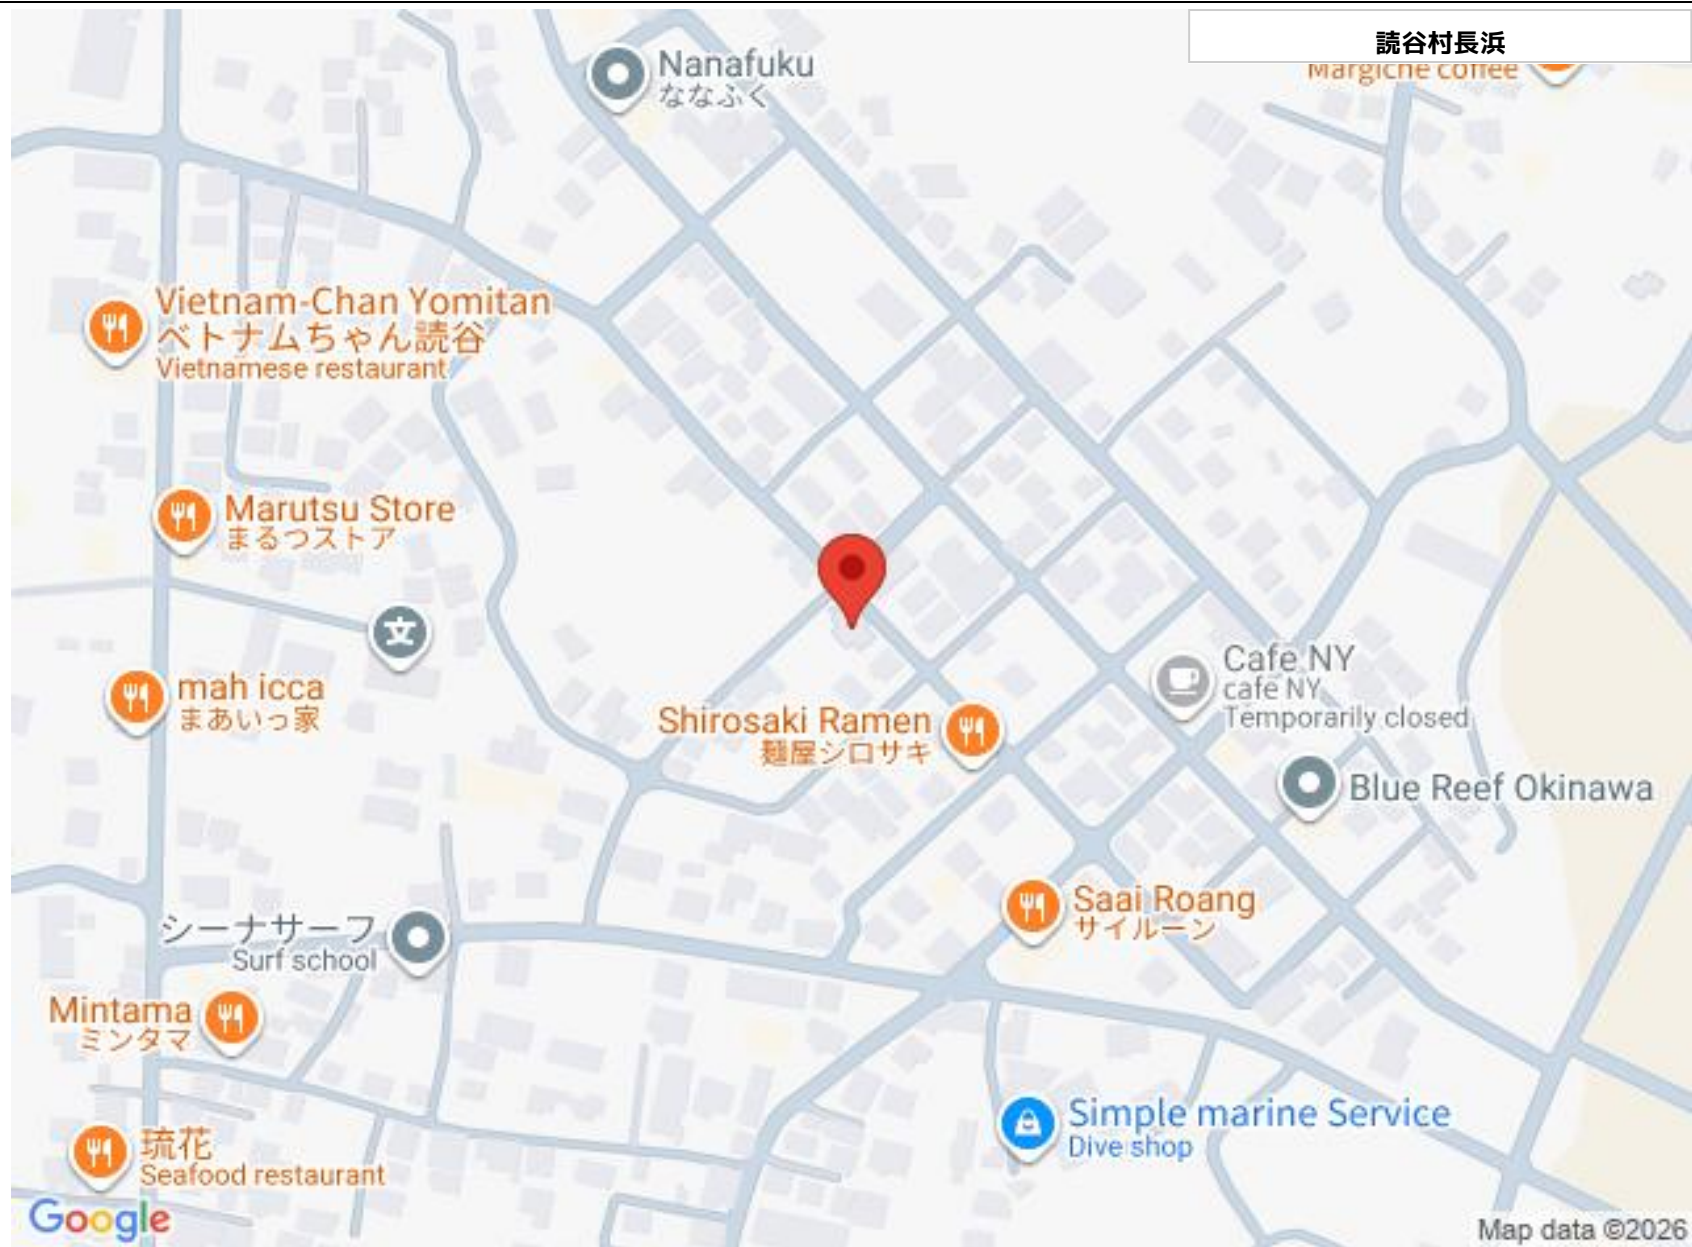 読谷村長浜
Margiche coffee
Nanafuku
ななふく
Vietnam-Chan Yomitan
ベトナムちゃん読谷
Vietnamese restaurant
Marutsu Store
まるつストア
文
mah icca
まあいっ家
Shirosaki Ramen
麺屋シロサキ
Cafe NY
cafe NY
Temporarily closed
Blue Reef Okinawa
Saai Roang
サイルーン
シーナサーフ
Surf school
Mintama
ミンタマ
Simple marine Service
Dive shop
琉花
Seafood restaurant
Google
Map data ©2026